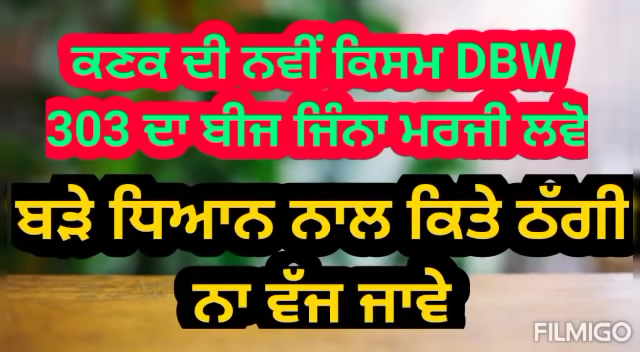 ਕਣਕ ਦੀ ਨਵੀਂ ਕਿਸਮ DBW
303 ਦਾ ਬੀਜ ਜਿੰਨਾ ਮਰਜੀ ਲਵੋ
ਬੜੇ ਧਿਆਨ ਨਾਲ ਕਿਤੇ ਠੱਗੀ
ਨਾ ਵੱਜ ਜਾਵੇ
FILMIGO